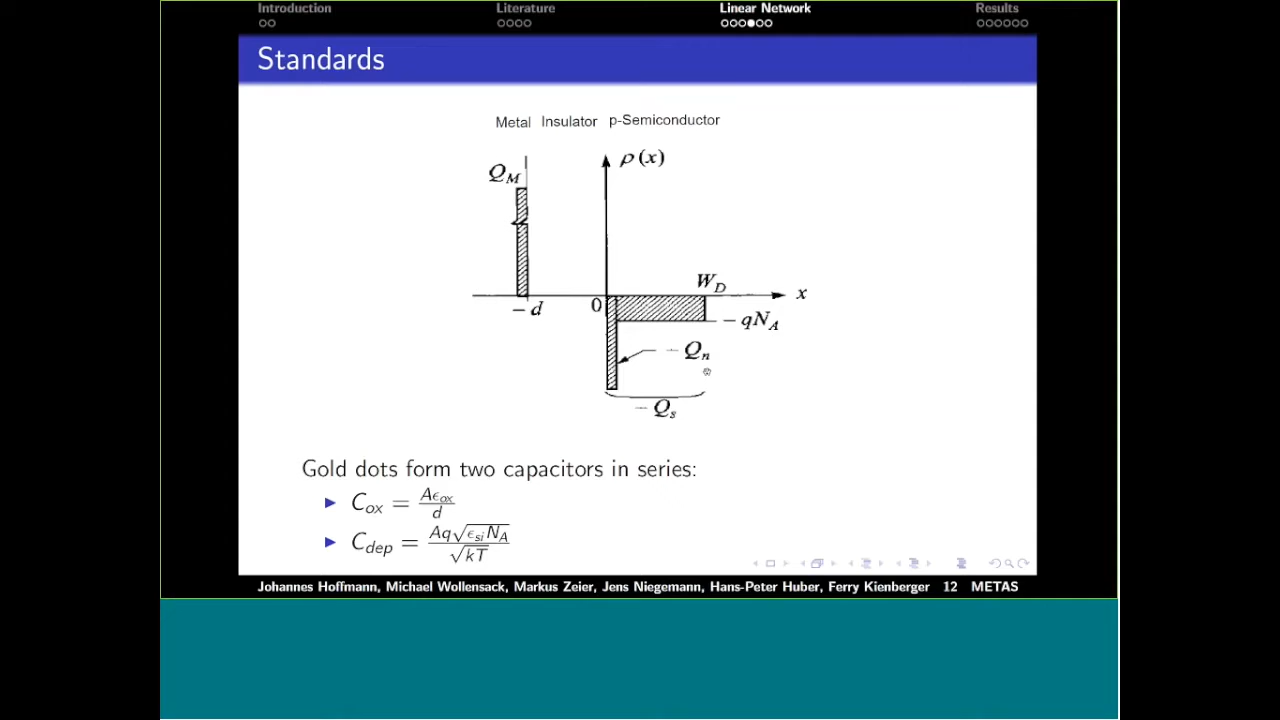 Introduction Literature Linear Network Results
Standards
Metal Insulator p-Semiconductor
ρ(x)
Q_M
W_D
x
−d 0
−qN_A
−Q_n
−Q_s
Gold dots form two capacitors in series:
▶ C_ox = Aϵ_ox / d
▶ C_dep = Aq√(ϵ_si N_A) / √(kT)
Johannes Hoffmann, Michael Wollensack, Markus Zeier, Jens Niegemann, Hans-Peter Huber, Ferry Kienberger 12 METAS